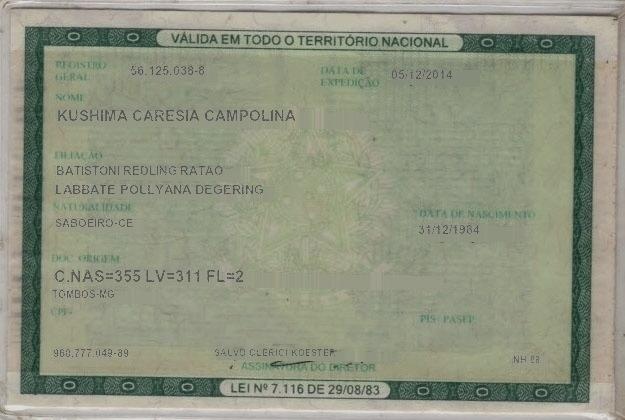 VÁLIDA EM TODO O TERRITÓRIO NACIONAL
REGISTRO GERAL 56.125.038-8 DATA DE EXPEDIÇÃO 05/12/2014
NOME
KUSHIMA CARESIA CAMPOLINA
FILIAÇÃO
BATISTONI REDLING RATAO
LABBATE POLLYANA DEGERING
NATURALIDADE DATA DE NASCIMENTO
SABOEIRO-CE 31/12/1984
DOC ORIGEM
C.NAS=355 LV=311 FL=2
TOMBOS-MG
CPF PIS-PASEP
960.777.049-89 SALVO CLERICI KOESTER NH
ASSINATURA DO DIRETOR
LEI Nº 7.116 DE 29/08/83